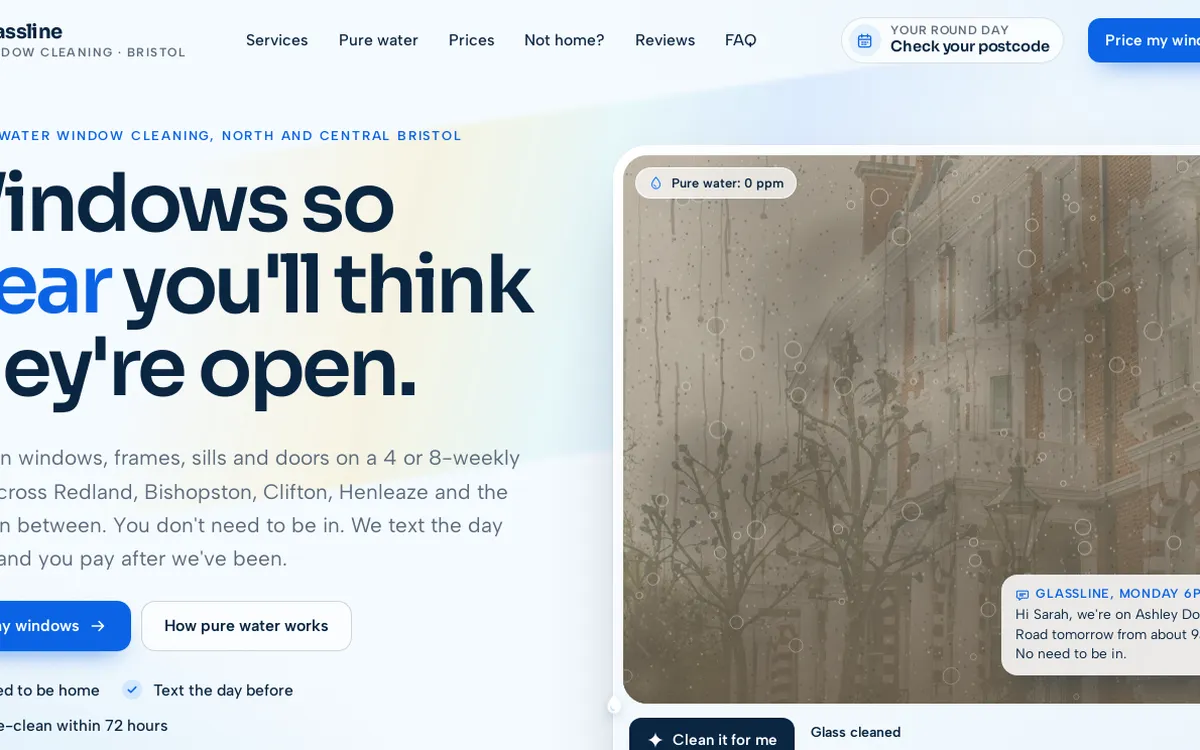 assline
DOW CLEANING · BRISTOL
Services
Pure water
Prices
Not home?
Reviews
FAQ
YOUR ROUND DAY
Check your postcode
Price my wind
WATER WINDOW CLEANING, NORTH AND CENTRAL BRISTOL
indows so
ear you'll think
ey're open.
n windows, frames, sills and doors on a 4 or 8-weekly
cross Redland, Bishopston, Clifton, Henleaze and the
n between. You don't need to be in. We text the day
and you pay after we've been.
y windows
How pure water works
ed to be home
Text the day before
e-clean within 72 hours
Pure water: 0 ppm
GLASSLINE, MONDAY 6P
Hi Sarah, we're on Ashley Do
Road tomorrow from about 9
No need to be in.
Clean it for me
Glass cleaned